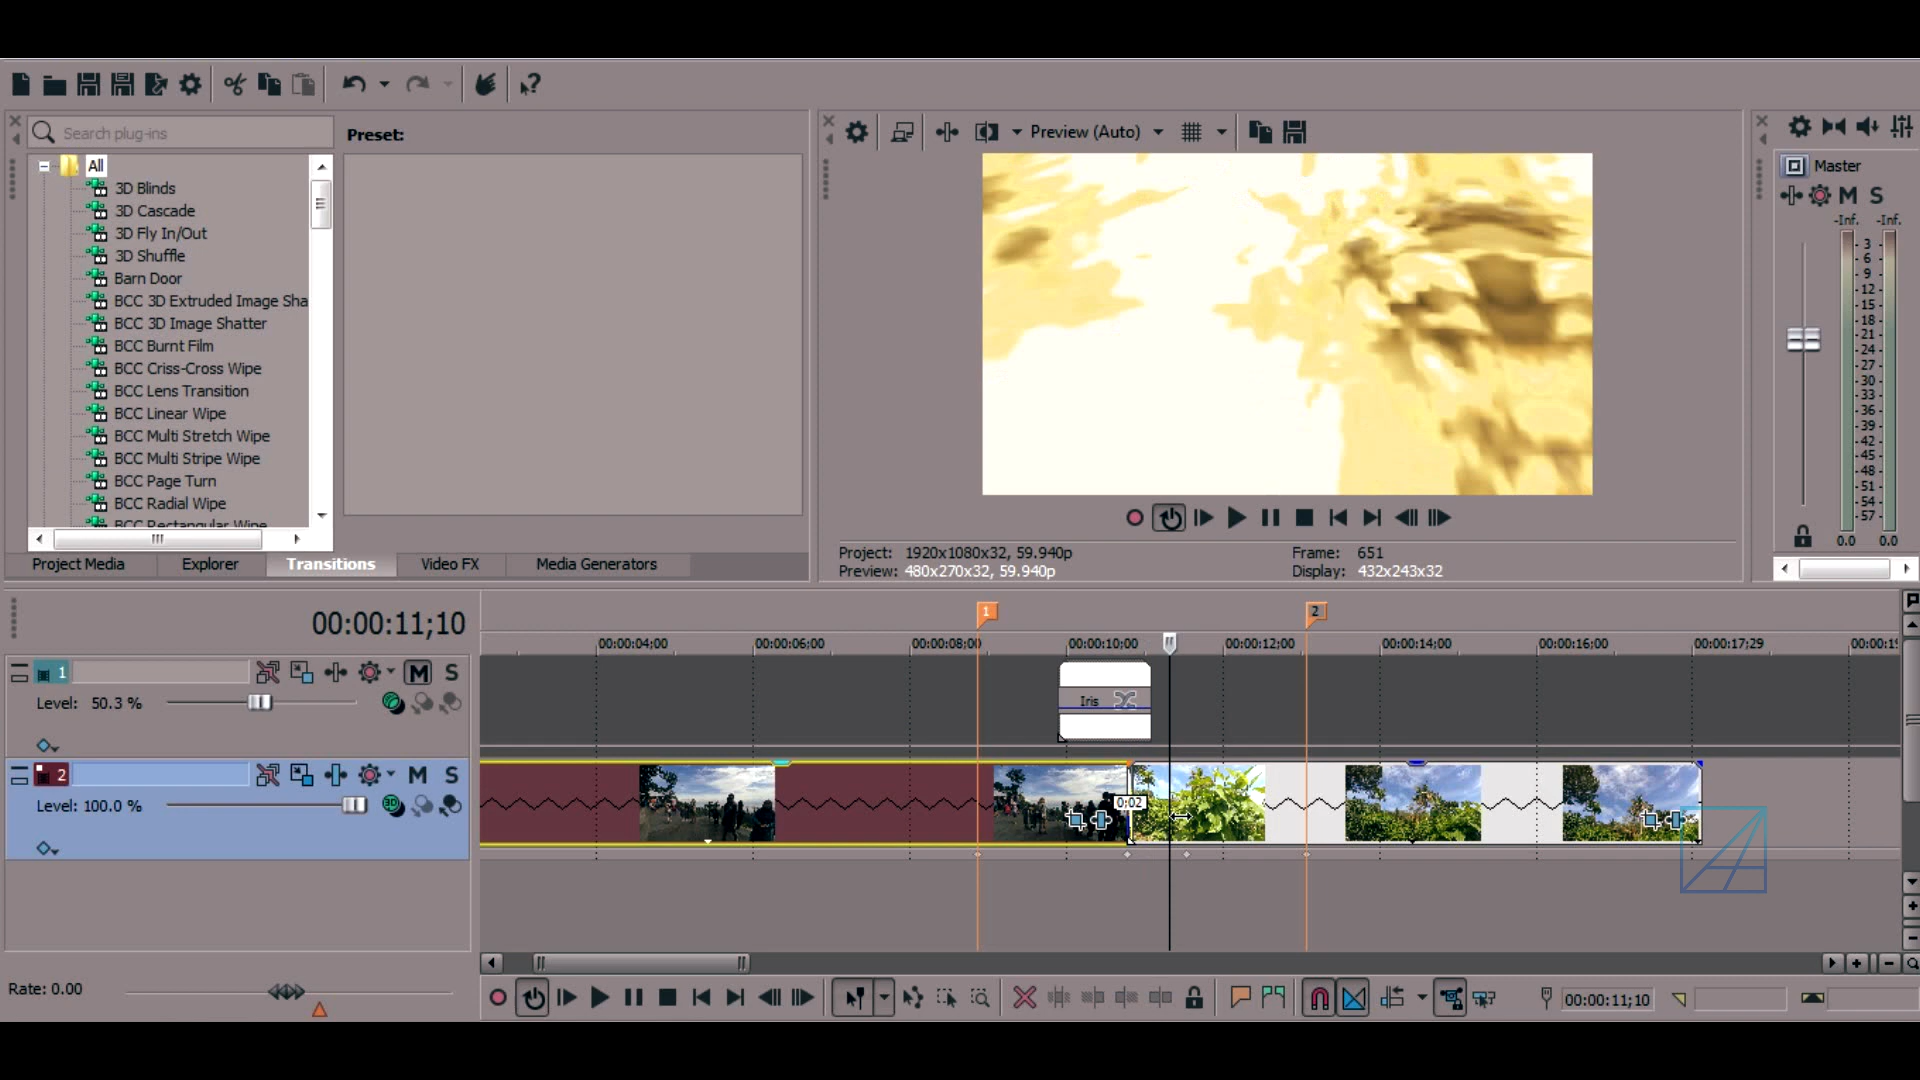 Search plug-ins
Preset:
All
3D Blinds
3D Cascade
3D Fly In/Out
3D Shuffle
Barn Door
BCC 3D Extruded Image Sha
BCC 3D Image Shatter
BCC Burnt Film
BCC Criss-Cross Wipe
BCC Lens Transition
BCC Linear Wipe
BCC Multi Stretch Wipe
BCC Multi Stripe Wipe
BCC Page Turn
BCC Radial Wipe
BCC Rectangular Wipe
Project Media
Explorer
Transitions
Video FX
Media Generators
Preview (Auto)
Project: 1920x1080x32, 59.940p
Preview: 480x270x32, 59.940p
Frame: 651
Display: 432x243x32
Master
M S
-Inf. -Inf.
3
6
9
12
15
18
21
24
27
30
33
36
39
42
45
48
51
54
57
0.0 0.0
00:00:11;10
1
2
00:00:04;00
00:00:06;00
00:00:08;00
00:00:10;00
00:00:12;00
00:00:14;00
00:00:16;00
00:00:17;29
1
M S
Level: 50.3 %
Iris
2
M S
Level: 100.0 %
3D
0;02
Rate: 0.00
00:00:11;10